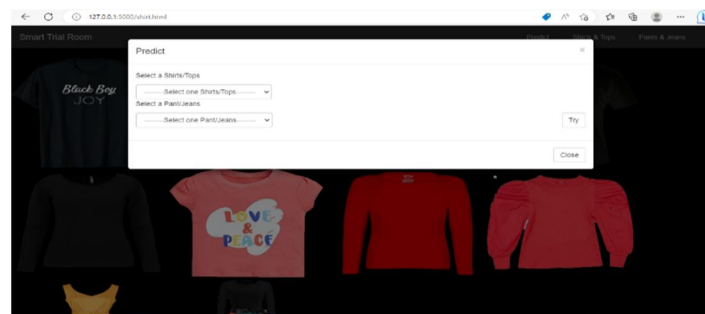 127.0.0.1:5000/shirt.html
Smart Trial Room
Predict
Shirts & Tops
Pants & Jeans
Predict
×
Select a Shirts/Tops
--------Select one Shirts/Tops--------
Select a Pant/Jeans
--------Select one Pant/Jeans--------
Try
Close
Black Boy
JOY
LOVE
&
PEACE